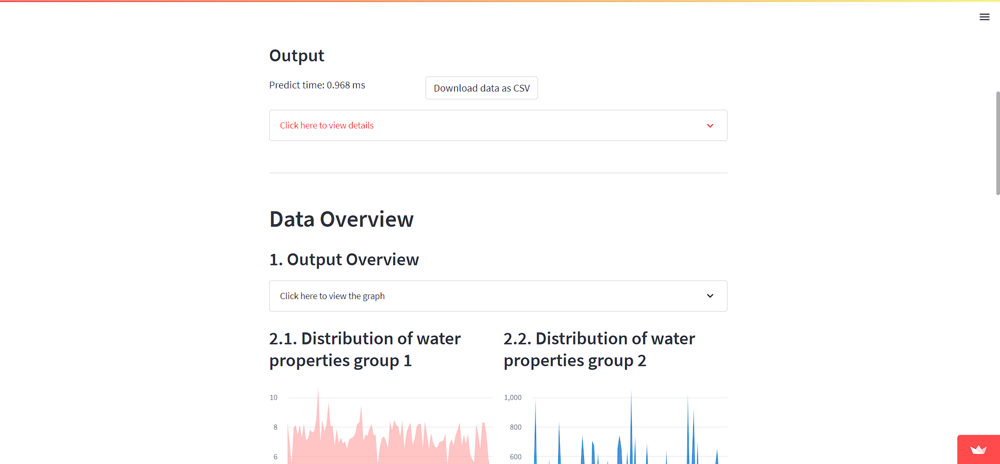 Output
Predict time: 0.968 ms
Download data as CSV
Click here to view details
Data Overview
1. Output Overview
Click here to view the graph
2.1. Distribution of water
properties group 1
2.2. Distribution of water
properties group 2
10
8
6
1,000
800
600